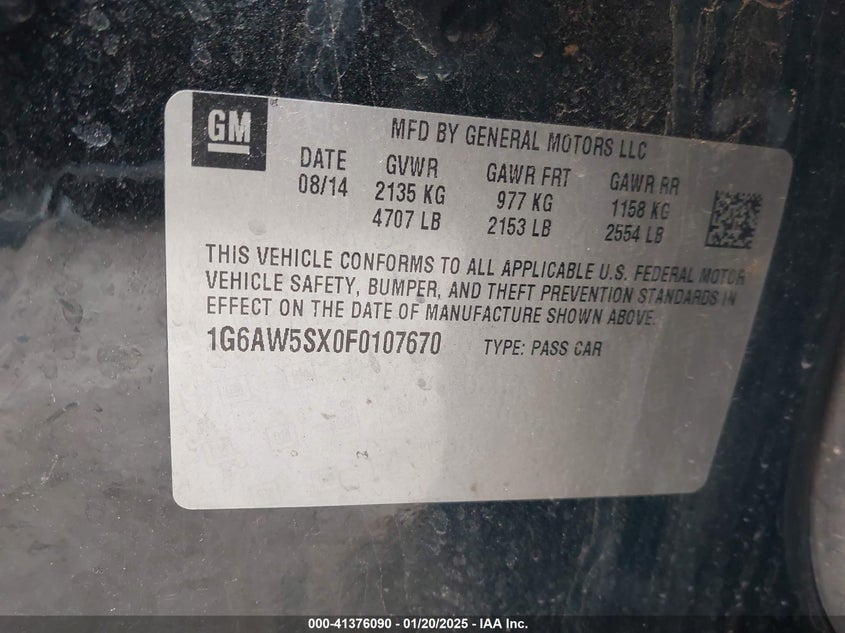 GM
MFD BY GENERAL MOTORS LLC
DATE GVWR GAWR FRT GAWR RR
08/14 2135 KG 977 KG 1158 KG
4707 LB 2153 LB 2554 LB
THIS VEHICLE CONFORMS TO ALL APPLICABLE U.S. FEDERAL MOTOR
VEHICLE SAFETY, BUMPER, AND THEFT PREVENTION STANDARDS IN
EFFECT ON THE DATE OF MANUFACTURE SHOWN ABOVE.
1G6AW5SX0F0107670 TYPE: PASS CAR
000-41376090 - 01/20/2025 - IAA Inc.